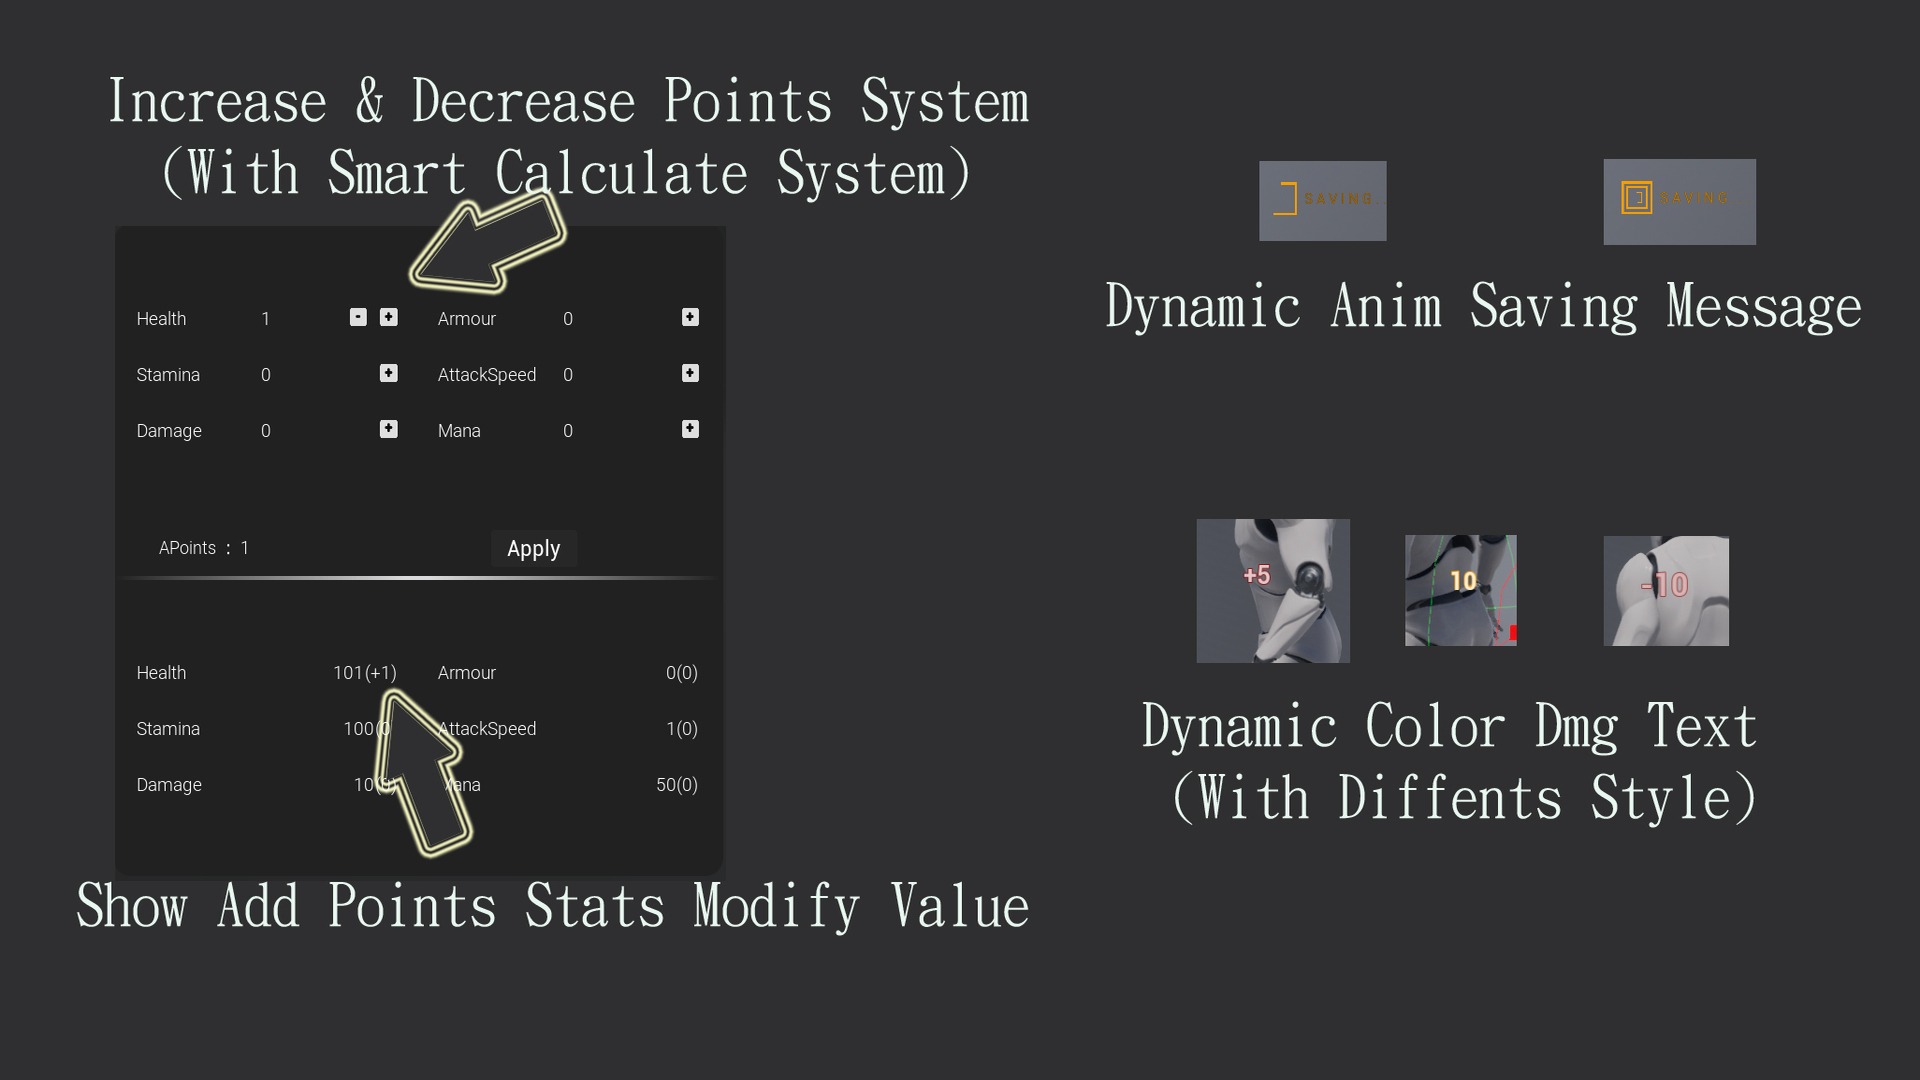 Increase & Decrease Points System
(With Smart Calculate System)
Health 1 - + Armour 0 +
Stamina 0 + AttackSpeed 0 +
Damage 0 + Mana 0 +
APoints : 1 Apply
Health 101(+1) Armour 0(0)
Stamina 100(0) AttackSpeed 1(0)
Damage 10(0) Mana 50(0)
Show Add Points Stats Modify Value
SAVING.. SAVING...
Dynamic Anim Saving Message
+5 10 -10
Dynamic Color Dmg Text
(With Diffents Style)